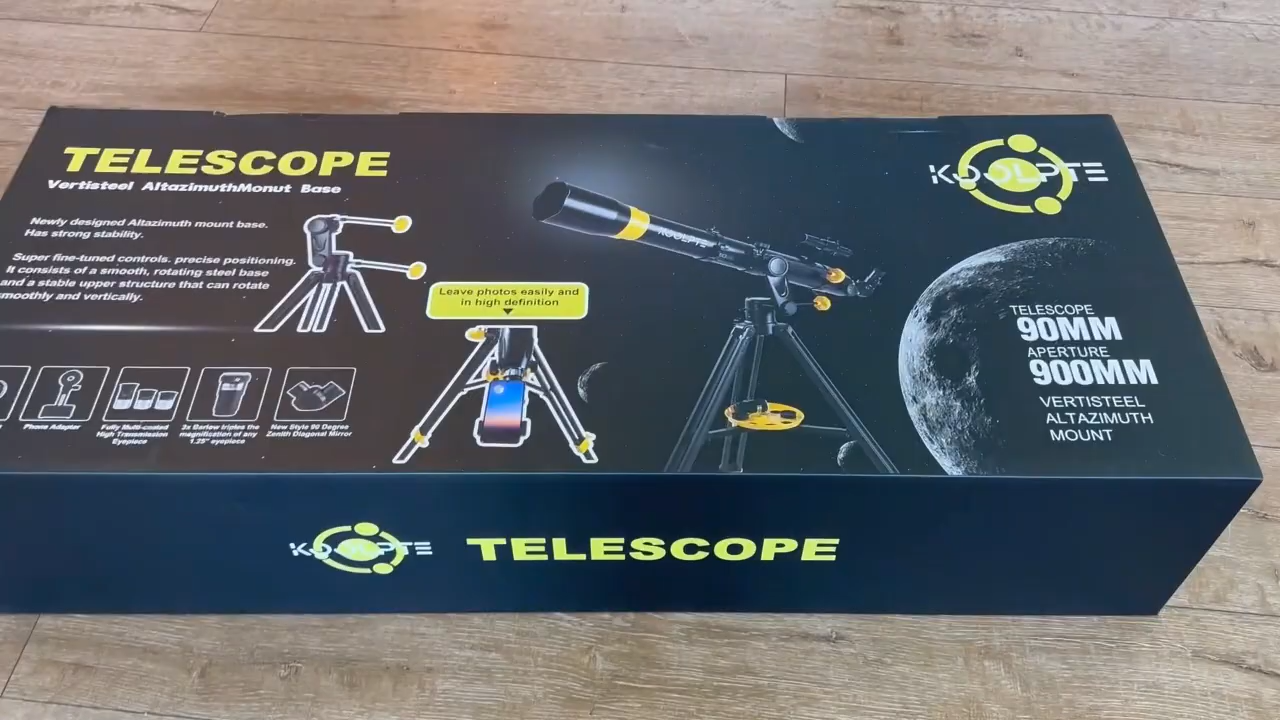 TELESCOPE
Vertisteel AltazimuthMonut Base
Newly designed Altazimuth mount base.
Has strong stability.
Super fine-tuned controls, precise positioning.
It consists of a smooth, rotating steel base
and a stable upper structure that can rotate
smoothly and vertically.
Phone Adapter
Fully Multi-coated
High Transmission
Eyepiece
3x Barlow triples the
magnification of any
1.25" eyepiece
New Style 90 Degree
Zenith Diagonal Mirror
Leave photos easily and
in high definition
KOOLPTE
KOOLPTE
TELESCOPE
90MM
APERTURE
900MM
VERTISTEEL
ALTAZIMUTH
MOUNT
KOOLPTE
TELESCOPE